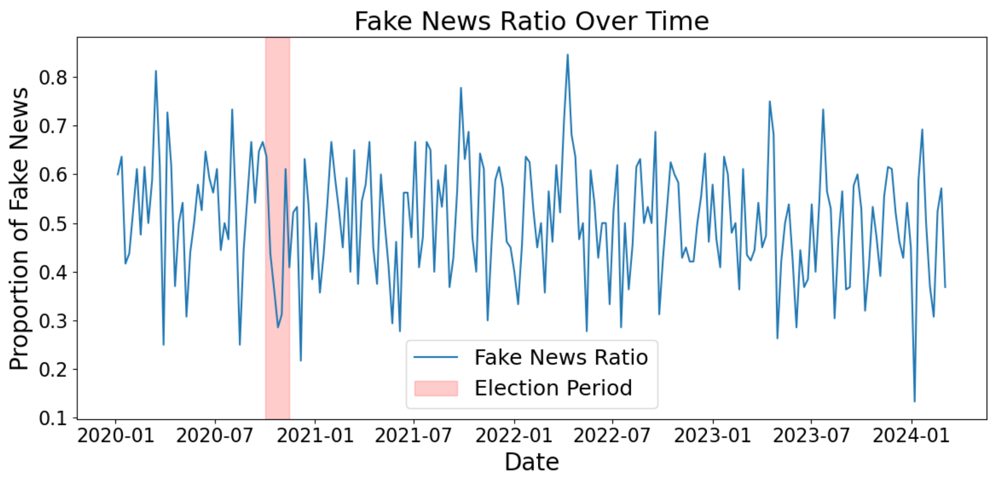 Fake News Ratio Over Time
Proportion of Fake News
0.8
0.7
0.6
0.5
0.4
0.3
0.2
0.1
Fake News Ratio
Election Period
2020-01 2020-07 2021-01 2021-07 2022-01 2022-07 2023-01 2023-07 2024-01
Date